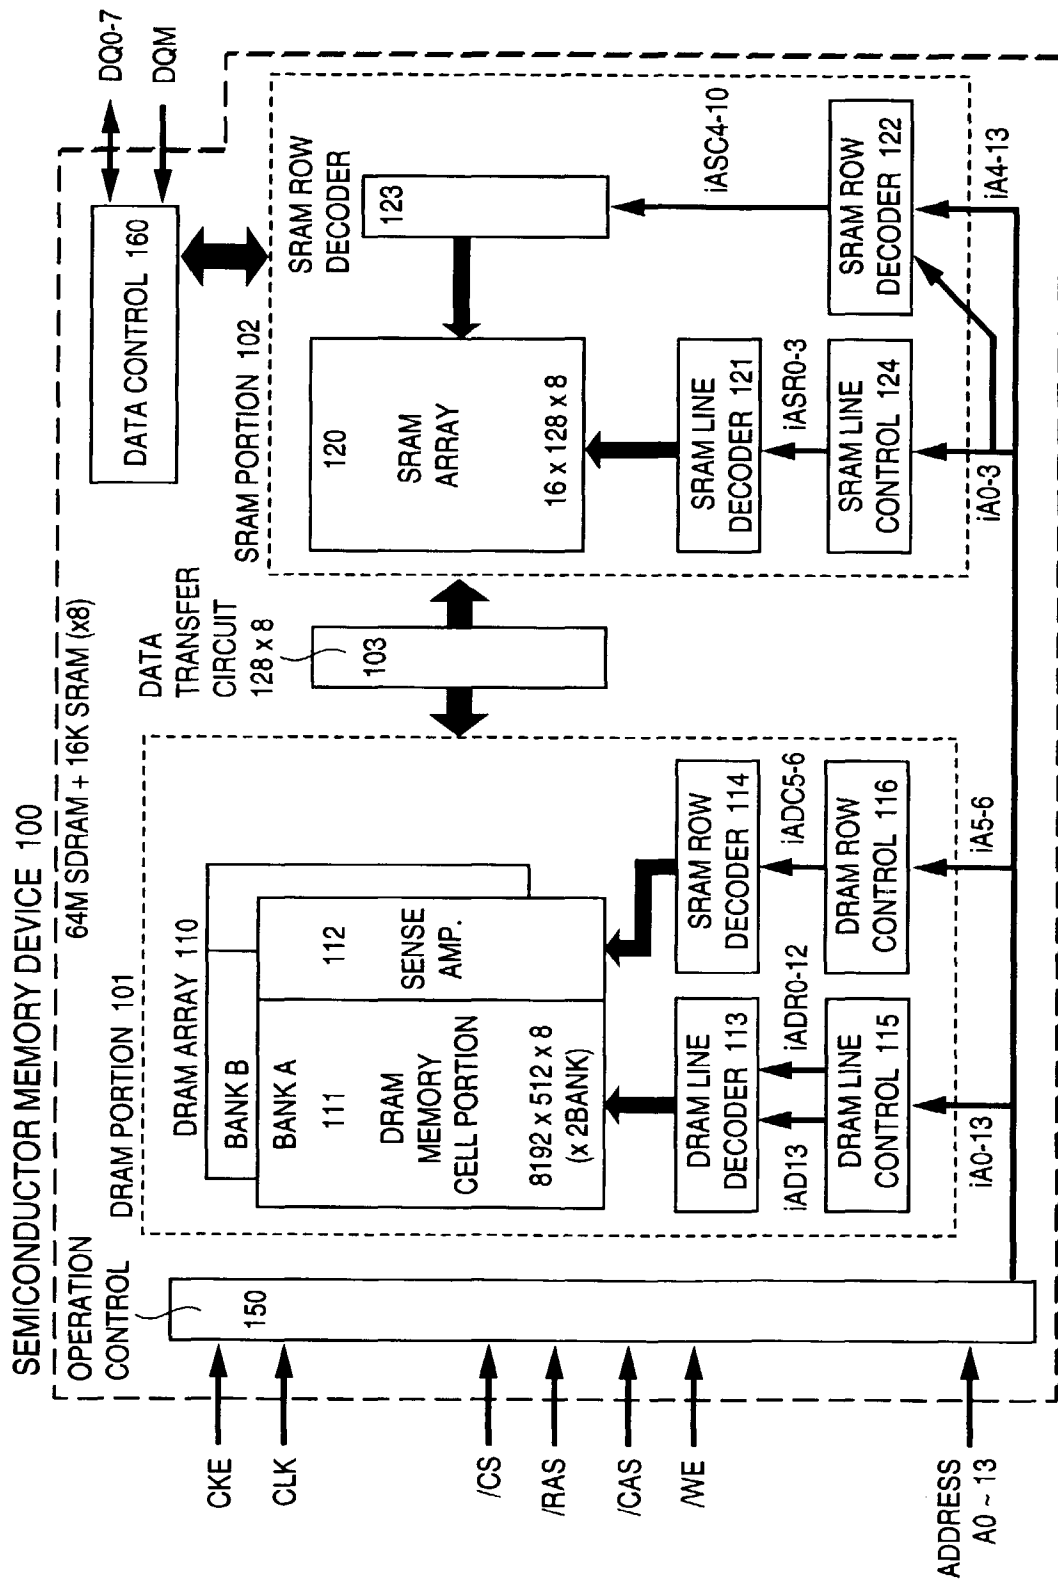 SEMICONDUCTOR MEMORY DEVICE 100
64M SDRAM + 16K SRAM (x8)
OPERATION
CONTROL
150
CKE
CLK
/CS
/RAS
/CAS
/WE
ADDRESS
A0 ~ 13
DRAM PORTION 101
DRAM ARRAY 110
BANK B
BANK A
111
DRAM
MEMORY
CELL PORTION
8192 x 512 x 8
(x 2BANK)
112
SENSE
AMP.
DRAM LINE
DECODER 113
SRAM ROW
DECODER 114
iAD13
iADR0-12
iADC5-6
DRAM LINE
CONTROL 115
DRAM ROW
CONTROL 116
iA0-13
iA5-6
DATA
TRANSFER
CIRCUIT
128 x 8
103
SRAM PORTION 102
120
SRAM
ARRAY
16 x 128 x 8
SRAM ROW
DECODER
123
SRAM LINE
DECODER 121
iASR0-3
iASC4-10
SRAM LINE
CONTROL 124
SRAM ROW
DECODER 122
iA0-3
iA4-13
DATA CONTROL 160
DQ0-7
DQM